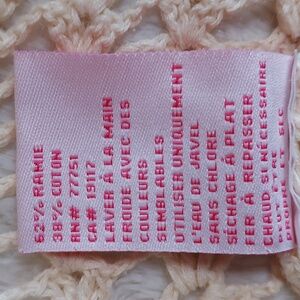 62% RAMIE
38% COTON
RN# 77751
CA# 19117
LAVER À LA MAIN
FROIDE AVEC DES
COULEURS
SEMBLABLES
UTILISER UNIQUEMENT
L'EAU DE JAVEL
SANS CHLORE
SÉCHAGE À PLAT
FER À REPASSER
CHAUDE SI NÉCESSAIRE